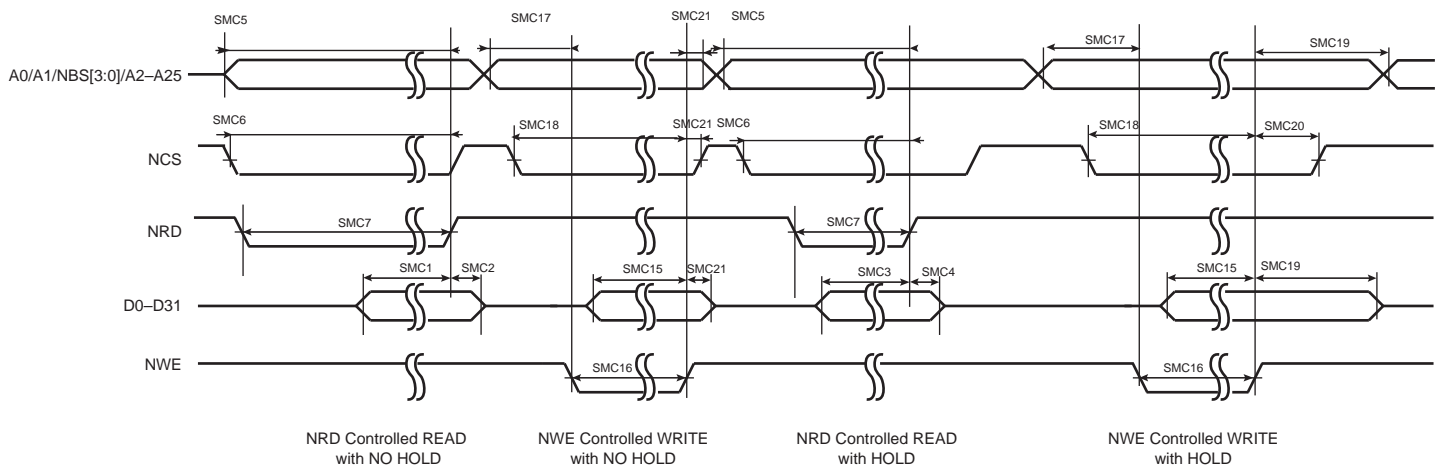 SMC5 SMC17 SMC21 SMC5 SMC17 SMC19
A0/A1/NBS[3:0]/A2–A25
SMC6 SMC18 SMC21 SMC6 SMC18 SMC20
NCS
SMC7 SMC7
NRD
SMC1 SMC2 SMC15 SMC21 SMC3 SMC4 SMC15 SMC19
D0–D31
NWE
SMC16 SMC16
NRD Controlled READ
with NO HOLD
NWE Controlled WRITE
with NO HOLD
NRD Controlled READ
with HOLD
NWE Controlled WRITE
with HOLD